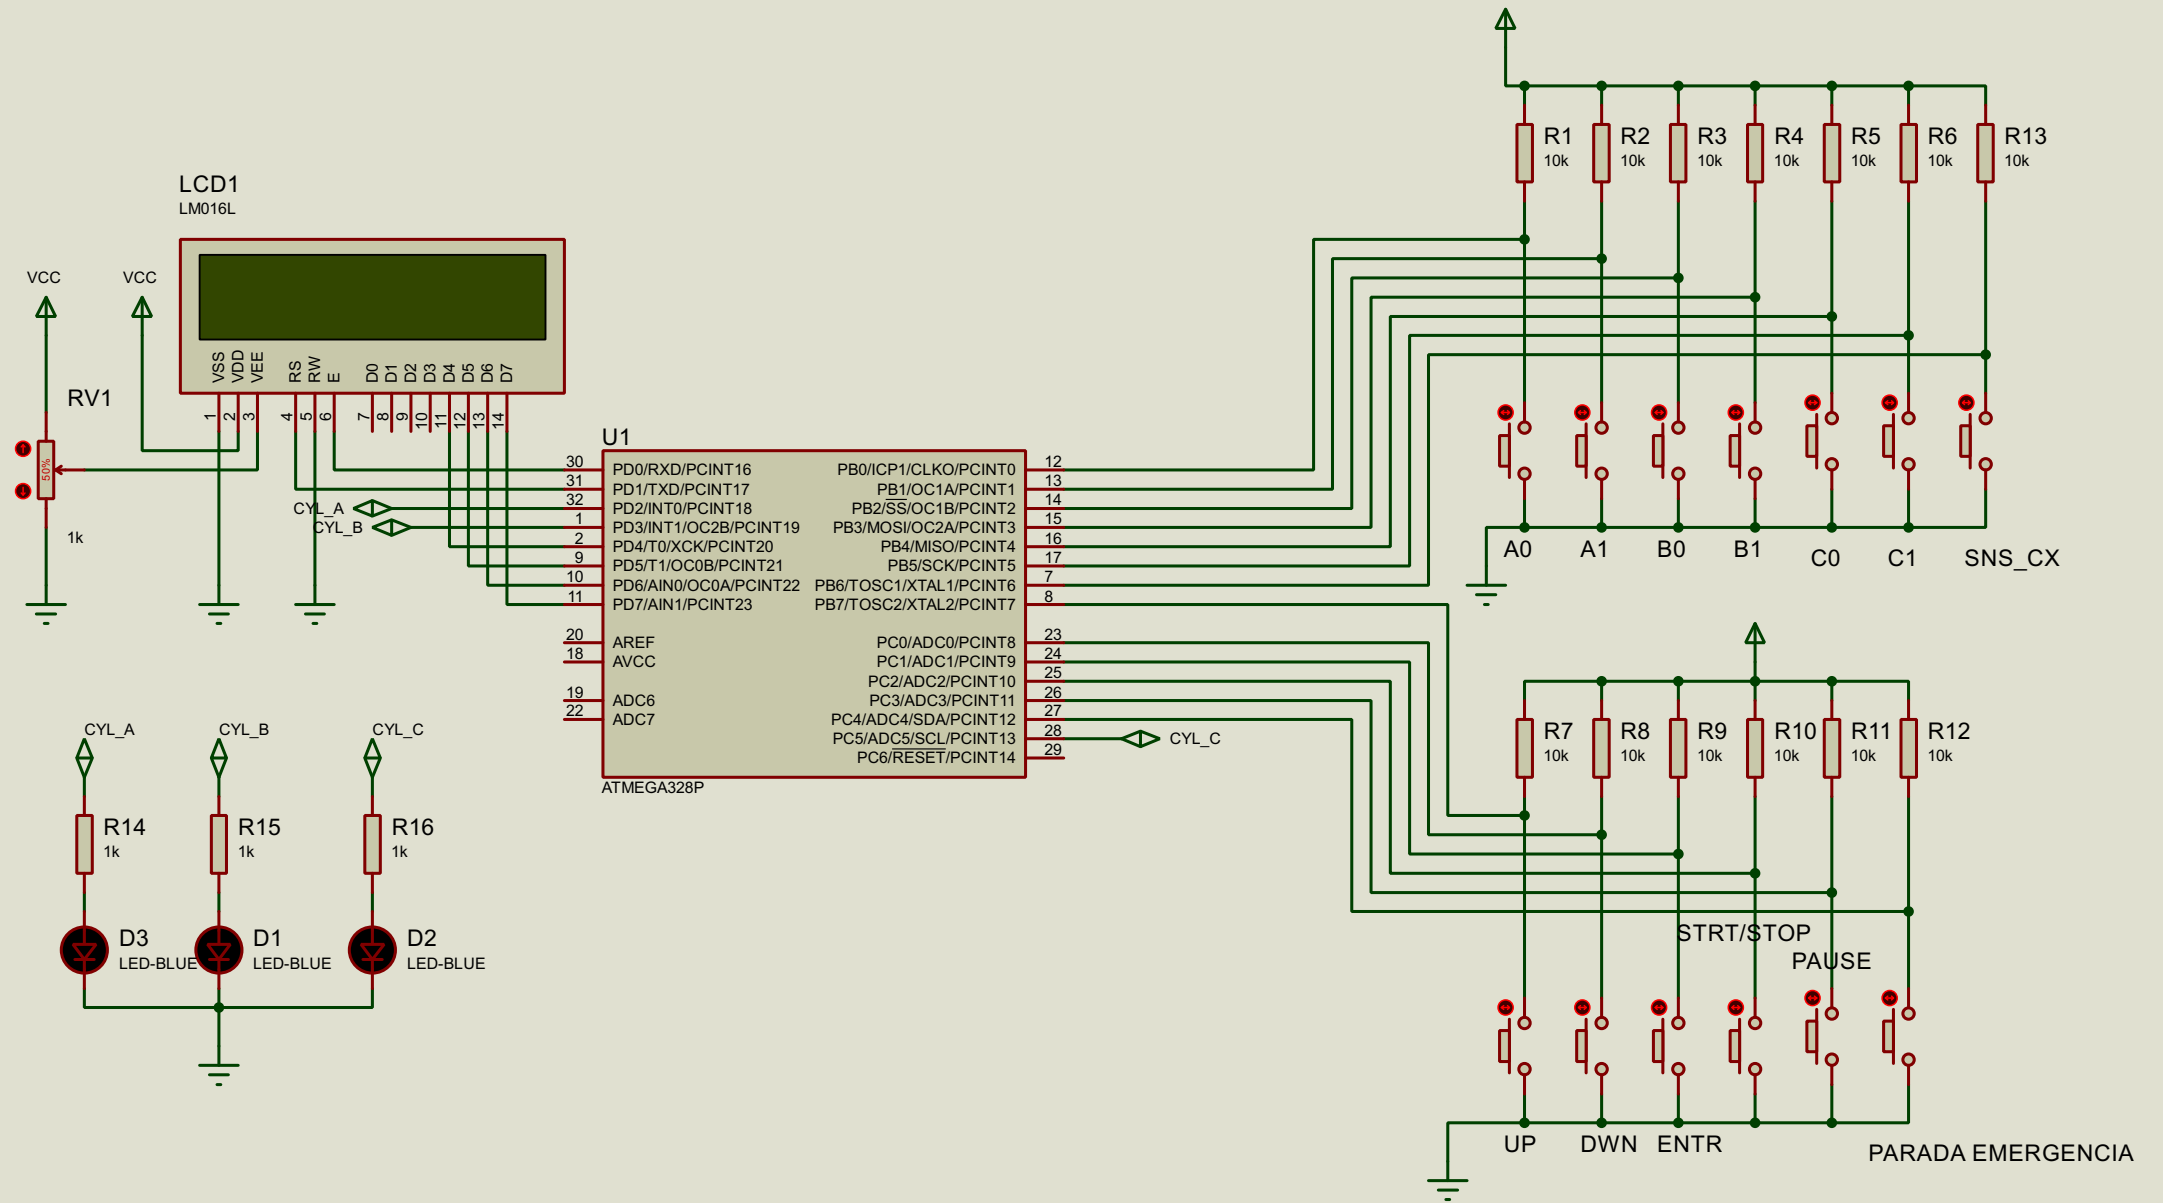 LCD1
LM016L
VCC
VCC
RV1
50%
1k
VSS
VDD
VEE
RS
RW
E
D0
D1
D2
D3
D4
D5
D6
D7
1
2
3
4
5
6
7
8
9
10
11
12
13
14
U1
30 PD0/RXD/PCINT16
31 PD1/TXD/PCINT17
32 PD2/INT0/PCINT18
1 PD3/INT1/OC2B/PCINT19
2 PD4/T0/XCK/PCINT20
9 PD5/T1/OC0B/PCINT21
10 PD6/AIN0/OC0A/PCINT22
11 PD7/AIN1/PCINT23
20 AREF
18 AVCC
19 ADC6
22 ADC7
PB0/ICP1/CLKO/PCINT0 12
PB1/OC1A/PCINT1 13
PB2/SS/OC1B/PCINT2 14
PB3/MOSI/OC2A/PCINT3 15
PB4/MISO/PCINT4 16
PB5/SCK/PCINT5 17
PB6/TOSC1/XTAL1/PCINT6 7
PB7/TOSC2/XTAL2/PCINT7 8
PC0/ADC0/PCINT8 23
PC1/ADC1/PCINT9 24
PC2/ADC2/PCINT10 25
PC3/ADC3/PCINT11 26
PC4/ADC4/SDA/PCINT12 27
PC5/ADC5/SCL/PCINT13 28
PC6/RESET/PCINT14 29
ATMEGA328P
CYL_A
CYL_B
CYL_C
R1 R2 R3 R4 R5 R6 R13
10k 10k 10k 10k 10k 10k 10k
A0 A1 B0 B1 C0 C1 SNS_CX
R7 R8 R9 R10 R11 R12
10k 10k 10k 10k 10k 10k
STRT/STOP
PAUSE
UP DWN ENTR
PARADA EMERGENCIA
CYL_A CYL_B CYL_C
R14 R15 R16
1k 1k 1k
D3 D1 D2
LED-BLUE LED-BLUE LED-BLUE